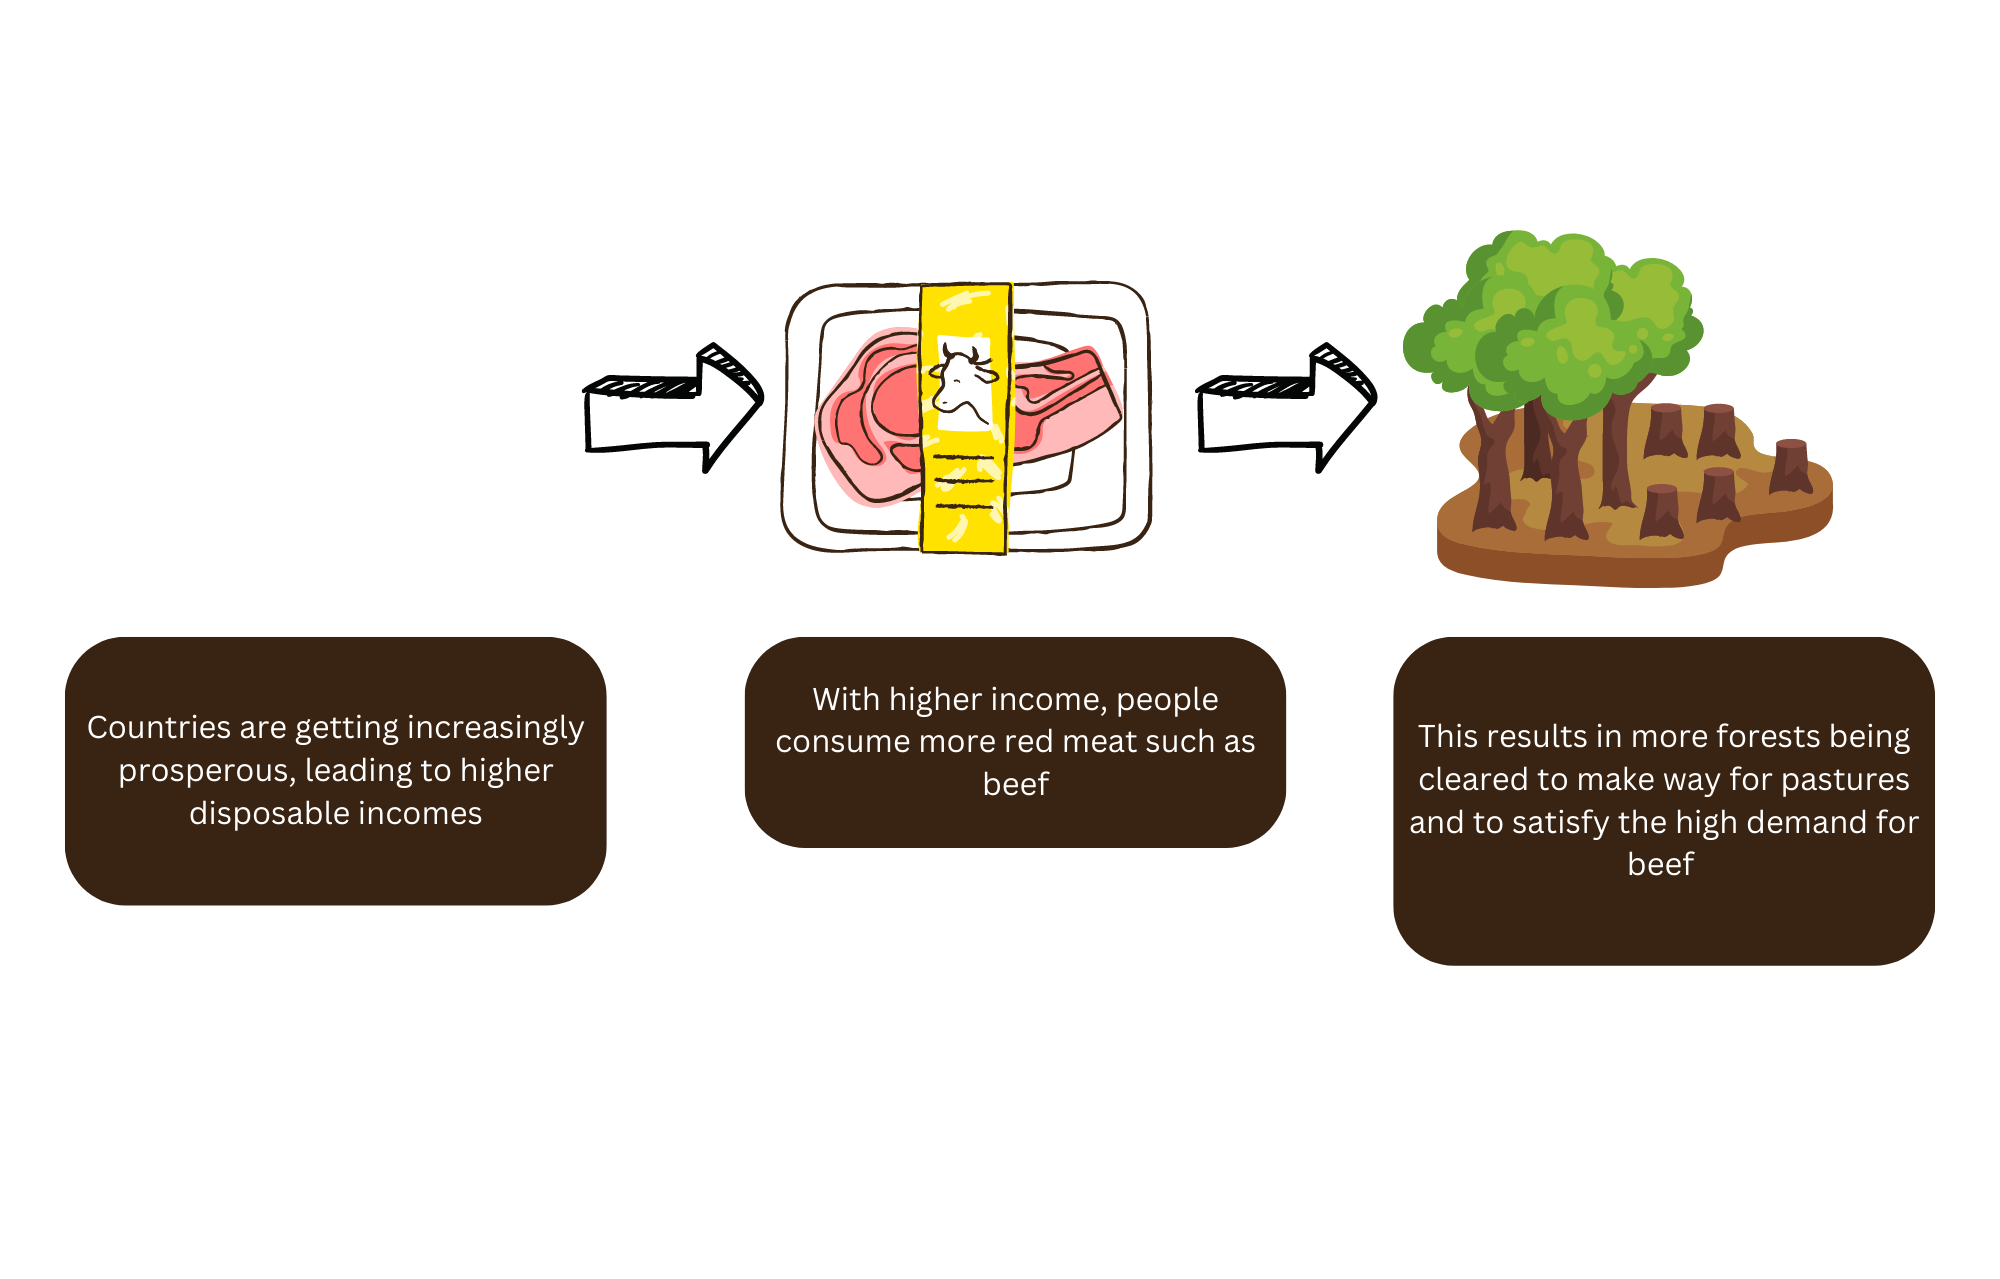 Countries are getting increasingly
prosperous, leading to higher
disposable incomes
With higher income, people
consume more red meat such as
beef
This results in more forests being
cleared to make way for pastures
and to satisfy the high demand for
beef